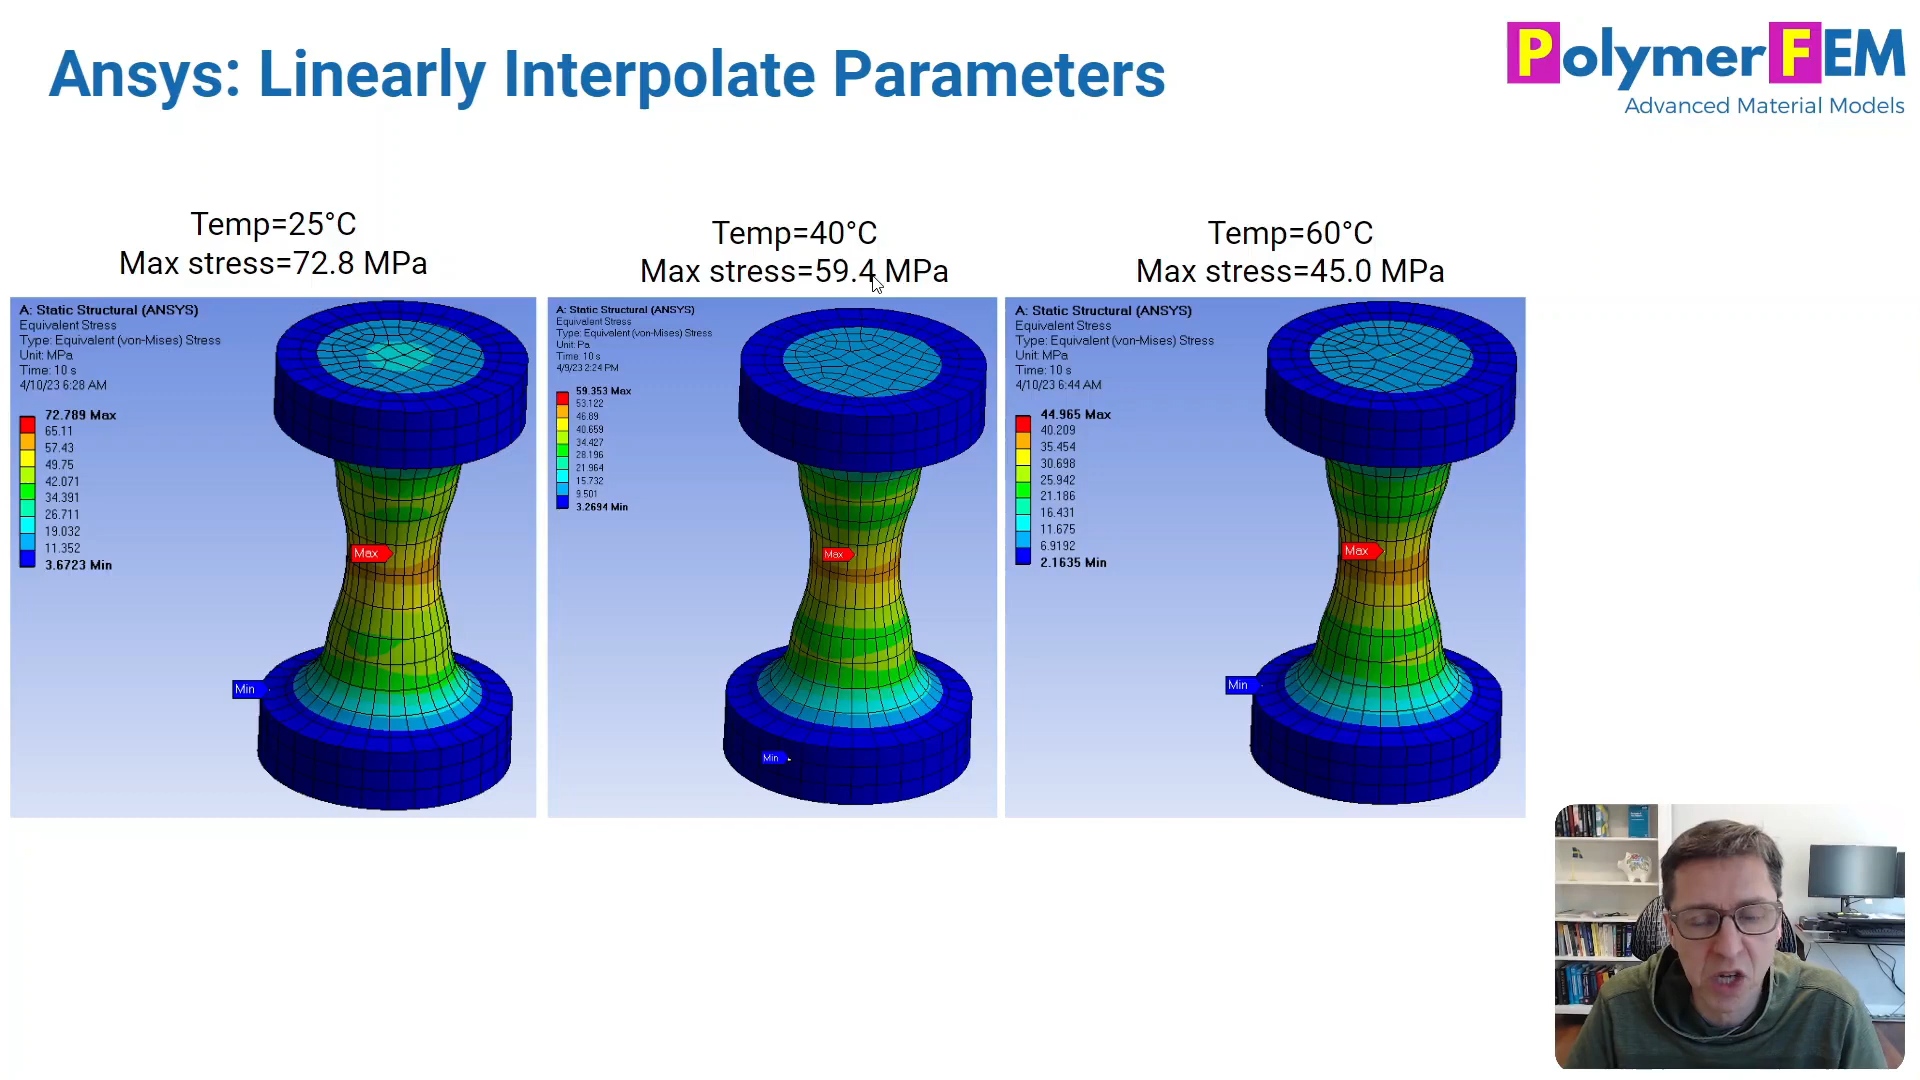 Ansys: Linearly Interpolate Parameters
PolymerFEM
Advanced Material Models
Temp=25°C
Max stress=72.8 MPa
A: Static Structural (ANSYS)
Equivalent Stress
Type: Equivalent (von-Mises) Stress
Unit: MPa
Time: 10 s
4/10/23 6:28 AM
72.789 Max
65.11
57.43
49.75
42.071
34.391
26.711
19.032
11.352
3.6723 Min
Max
Min
Temp=40°C
Max stress=59.4 MPa
A: Static Structural (ANSYS)
Equivalent Stress
Type: Equivalent (von-Mises) Stress
Unit: Pa
Time: 10 s
4/9/23 2:24 PM
59.353 Max
53.122
46.89
40.659
34.427
28.196
21.964
15.732
9.501
3.2694 Min
Max
Min
Temp=60°C
Max stress=45.0 MPa
A: Static Structural (ANSYS)
Equivalent Stress
Type: Equivalent (von-Mises) Stress
Unit: MPa
Time: 10 s
4/10/23 6:44 AM
44.965 Max
40.209
35.454
30.698
25.942
21.186
16.431
11.675
6.9192
2.1635 Min
Max
Min